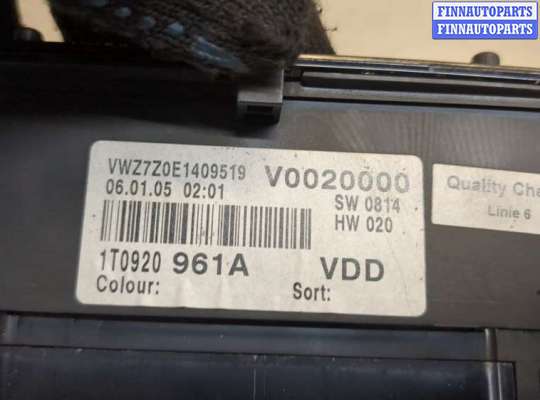 FINNAUTOPARTS
FINNAUTOPARTS
FINNAUTOPARTS
VWZ7Z0E1409519 V0020000
06.01.05 02:01 SW 0814
HW 020
1T0920 961A VDD
Colour: Sort:
Quality
Linie 6